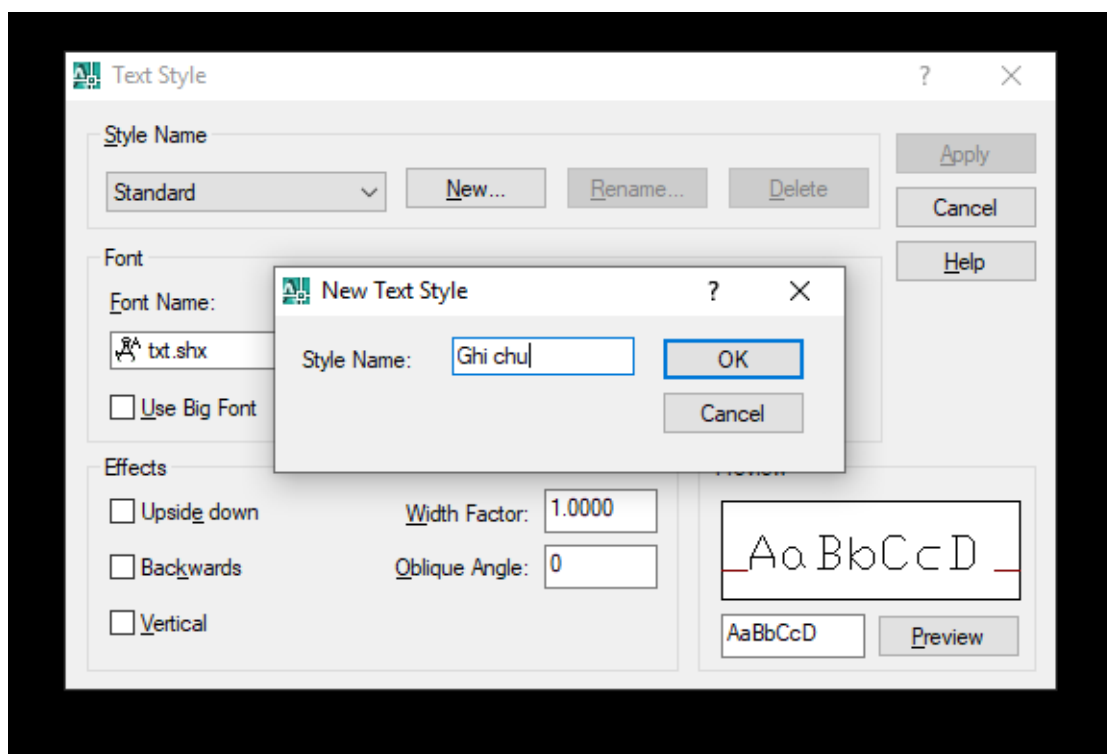 Text Style
Style Name
Standard
New...
Rename...
Delete
Apply
Cancel
Help
Font
Font Name:
txt.shx
Use Big Font
New Text Style
Style Name:
Ghi chu
OK
Cancel
Effects
Upside down
Backwards
Vertical
Width Factor:
1.0000
Oblique Angle:
0
AaBbCcD
AaBbCcD
Preview